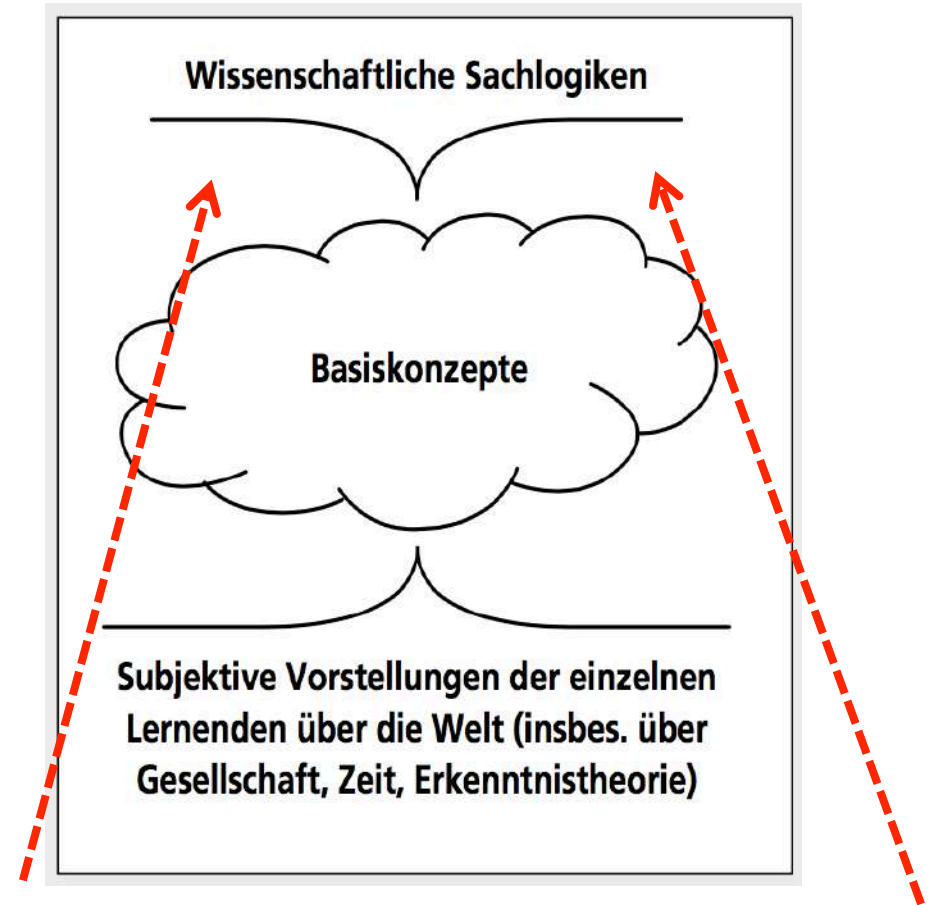 Wissenschaftliche Sachlogiken
Basiskonzepte
Subjektive Vorstellungen der einzelnen
Lernenden über die Welt (insbes. über
Gesellschaft, Zeit, Erkenntnistheorie)